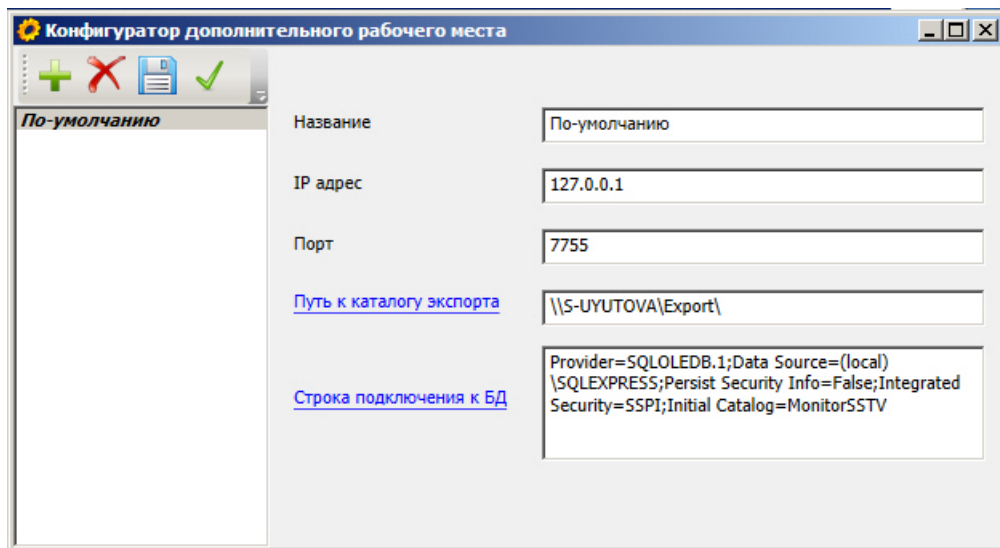 Конфигуратор дополнительного рабочего места
По-умолчанию
Название
По-умолчанию
IP адрес
127.0.0.1
Порт
7755
Путь к каталогу экспорта
\\S-UYUTOVA\Export\
Строка подключения к БД
Provider=SQLOLEDB.1;Data Source=(local)
\SQLEXPRESS;Persist Security Info=False;Integrated
Security=SSPI;Initial Catalog=MonitorSSTV